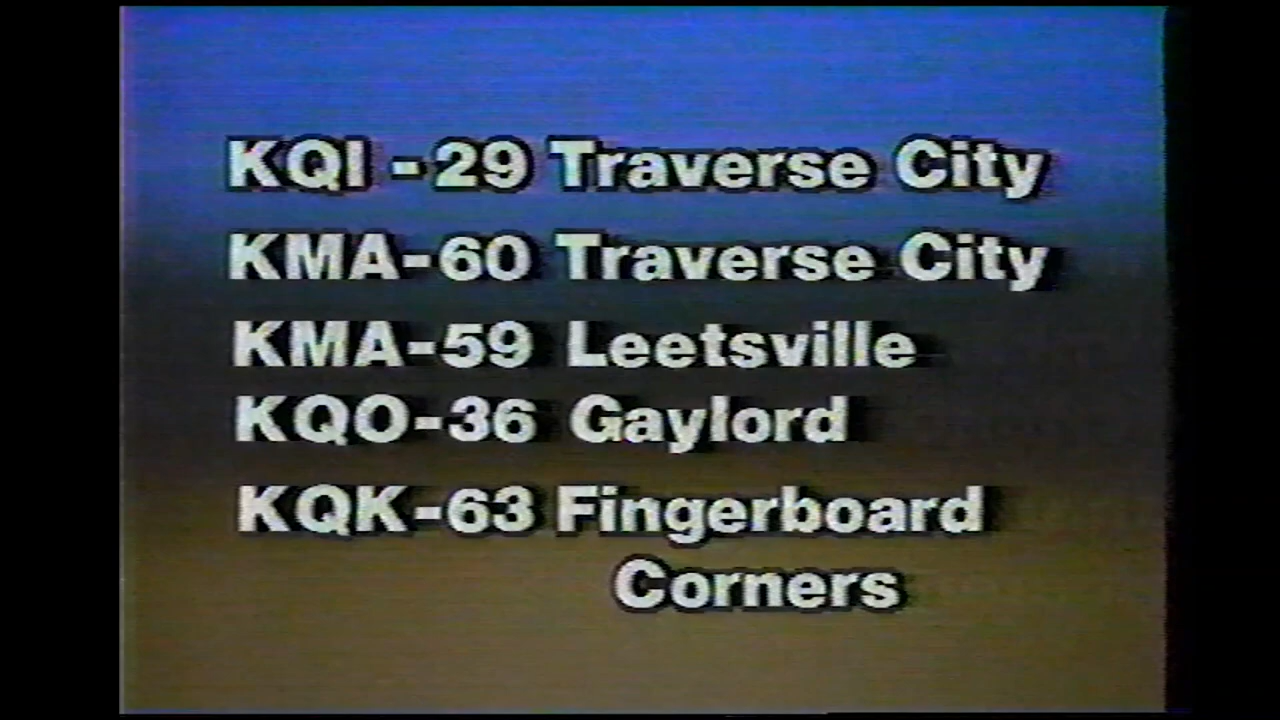 KQI -29 Traverse City
KMA-60 Traverse City
KMA-59 Leetsville
KQO-36 Gaylord
KQK-63 Fingerboard
Corners